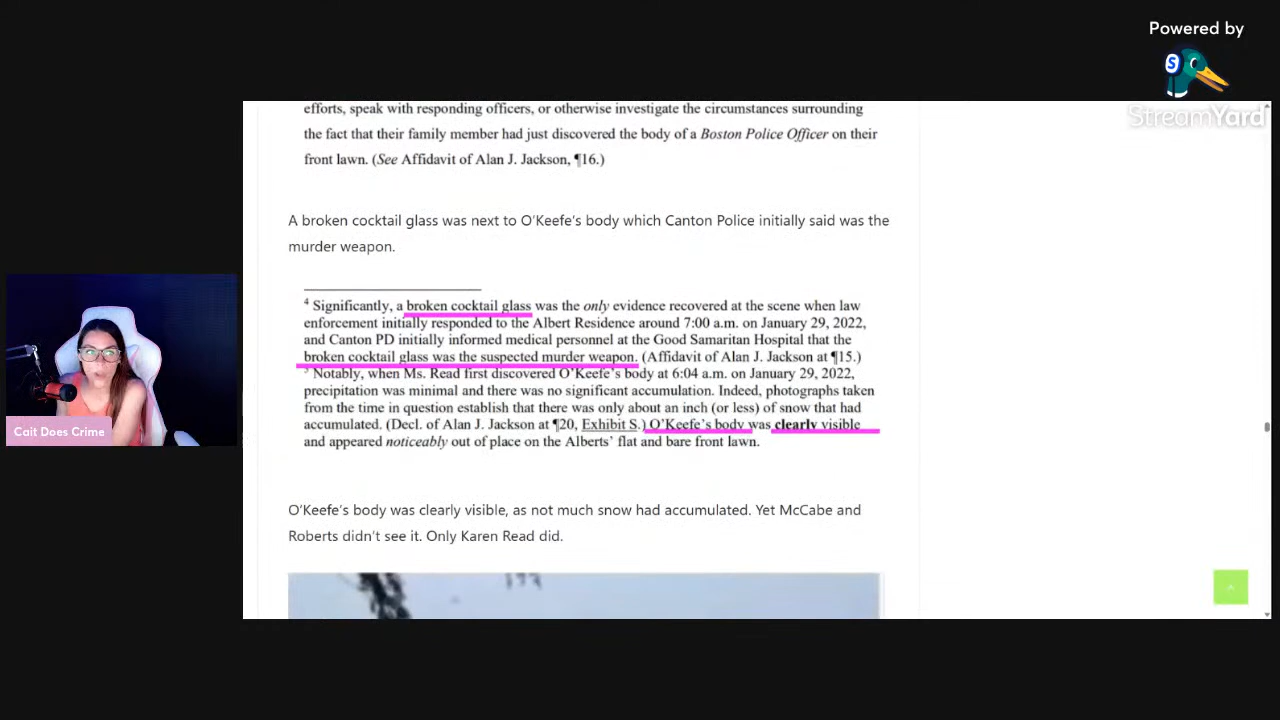 Powered by
S
StreamYard
efforts, speak with responding officers, or otherwise investigate the circumstances surrounding
the fact that their family member had just discovered the body of a Boston Police Officer on their
front lawn. (See Affidavit of Alan J. Jackson, ¶16.)
A broken cocktail glass was next to O’Keefe’s body which Canton Police initially said was the
murder weapon.
4 Significantly, a broken cocktail glass was the only evidence recovered at the scene when law
enforcement initially responded to the Albert Residence around 7:00 a.m. on January 29, 2022,
and Canton PD initially informed medical personnel at the Good Samaritan Hospital that the
broken cocktail glass was the suspected murder weapon. (Affidavit of Alan J. Jackson at ¶15.)
Notably, when Ms. Read first discovered O’Keefe’s body at 6:04 a.m. on January 29, 2022,
precipitation was minimal and there was no significant accumulation. Indeed, photographs taken
from the time in question establish that there was only about an inch (or less) of snow that had
accumulated. (Decl. of Alan J. Jackson at ¶20, Exhibit S.) O’Keefe’s body was clearly visible
and appeared noticeably out of place on the Alberts’ flat and bare front lawn.
O’Keefe’s body was clearly visible, as not much snow had accumulated. Yet McCabe and
Roberts didn’t see it. Only Karen Read did.
Cait Does Crime